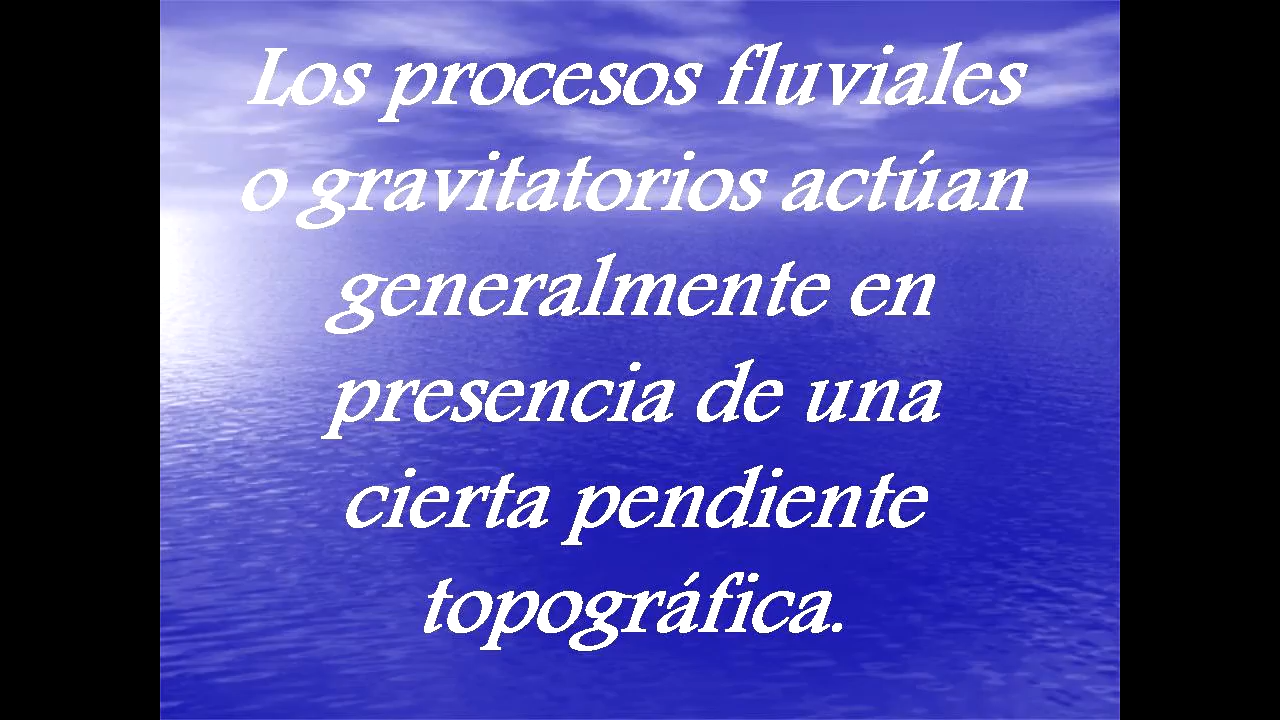 Los procesos fluviales
o gravitatorios actúan
generalmente en
presencia de una
cierta pendiente
topográfica.